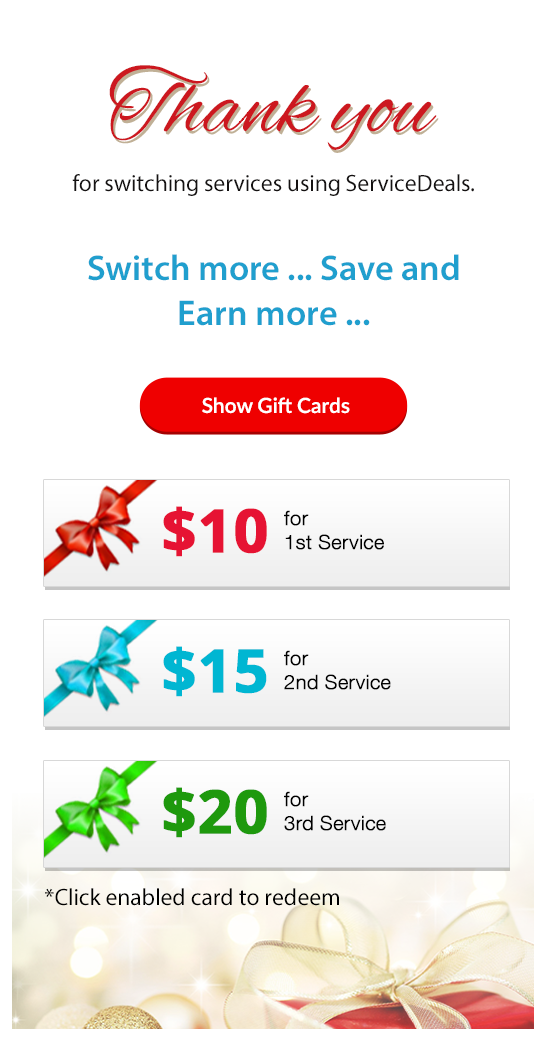 Thank you
for switching services using ServiceDeals.
Switch more ... Save and
Earn more ...
Show Gift Cards
$10 for
1st Service
$15 for
2nd Service
$20 for
3rd Service
*Click enabled card to redeem